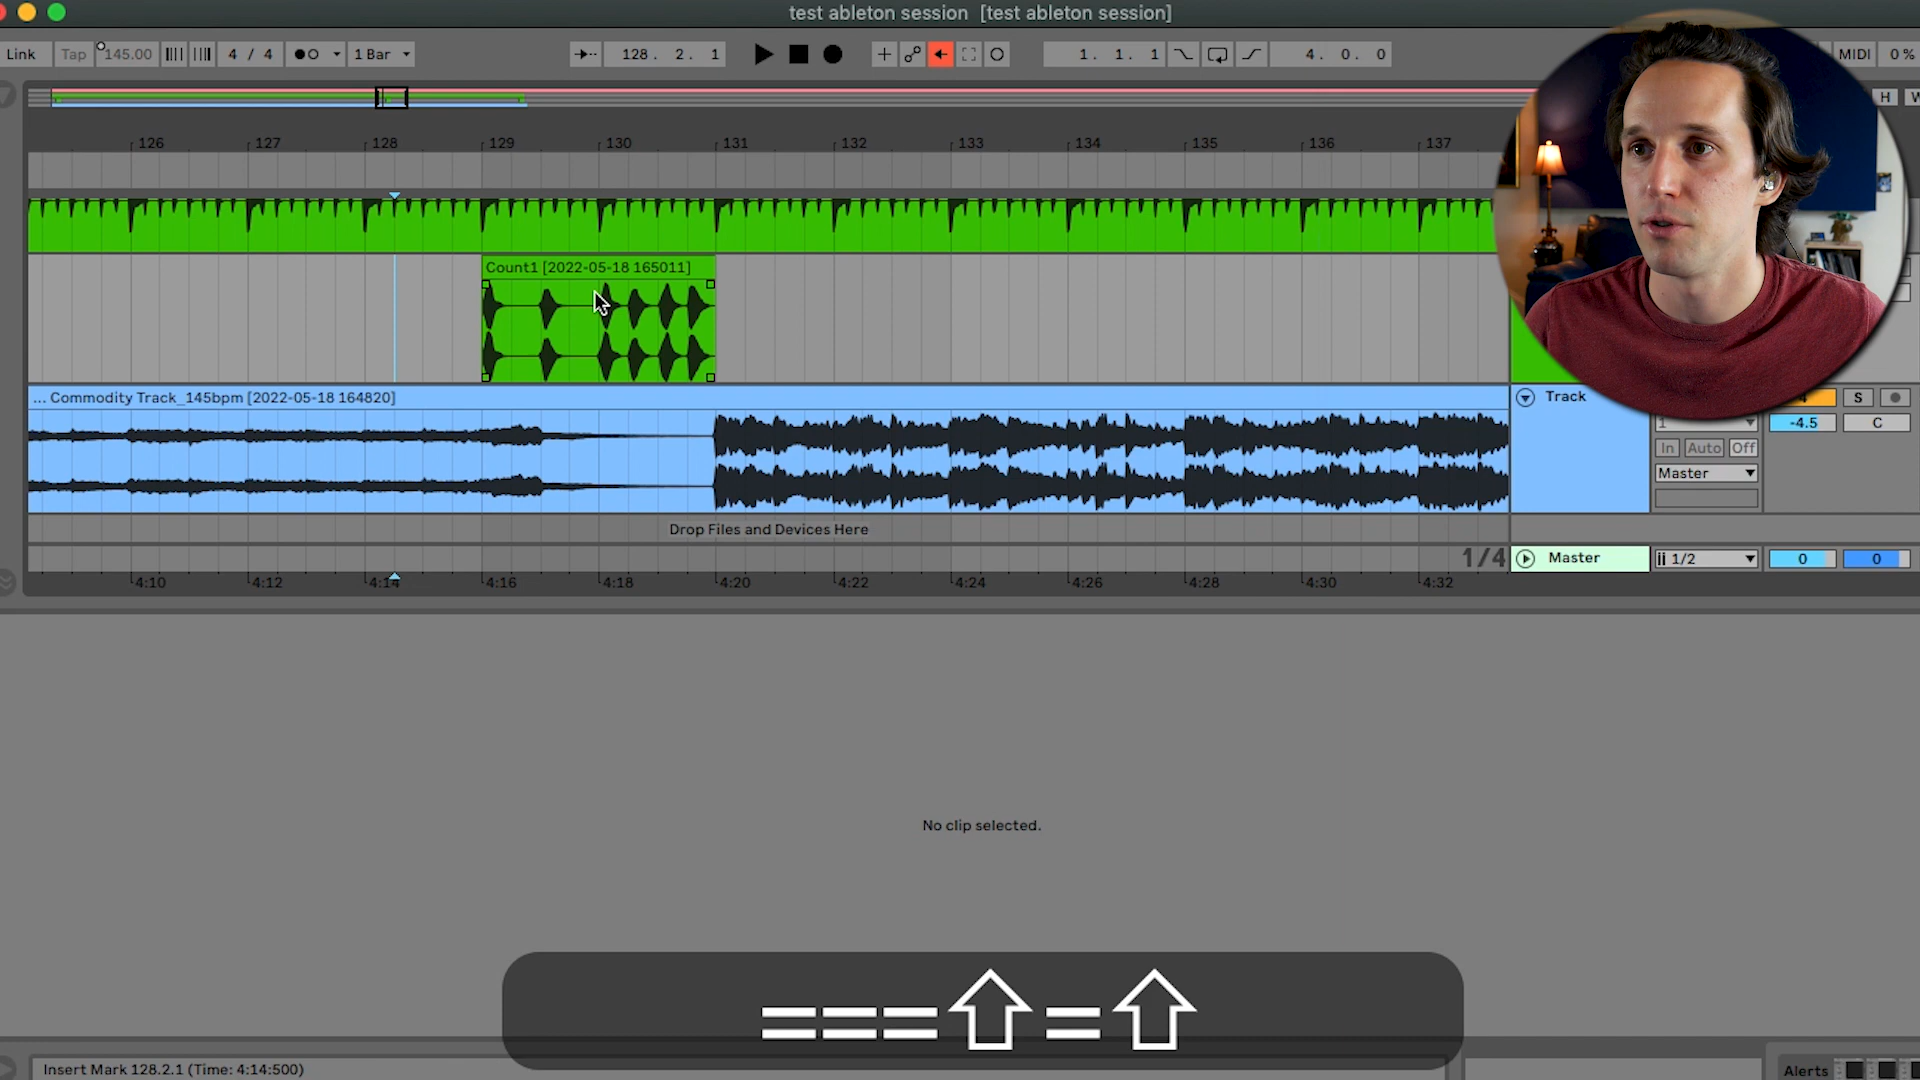 test ableton session [test ableton session]
Link Tap 145.00 4 / 4 1 Bar 128. 2. 1 1. 1. 1 4. 0. 0 MIDI 0 %
H W
126 127 128 129 130 131 132 133 134 135 136 137
Count1 [2022-05-18 165011]
... Commodity Track_145bpm [2022-05-18 164820]
Track 4 S
1 -4.5 C
In Auto Off
Master
Drop Files and Devices Here
1/4 Master 1/2 0 0
4:10 4:12 4:14 4:16 4:18 4:20 4:22 4:24 4:26 4:28 4:30 4:32
No clip selected.
===⇧=⇧
Insert Mark 128.2.1 (Time: 4:14:500)
Alerts